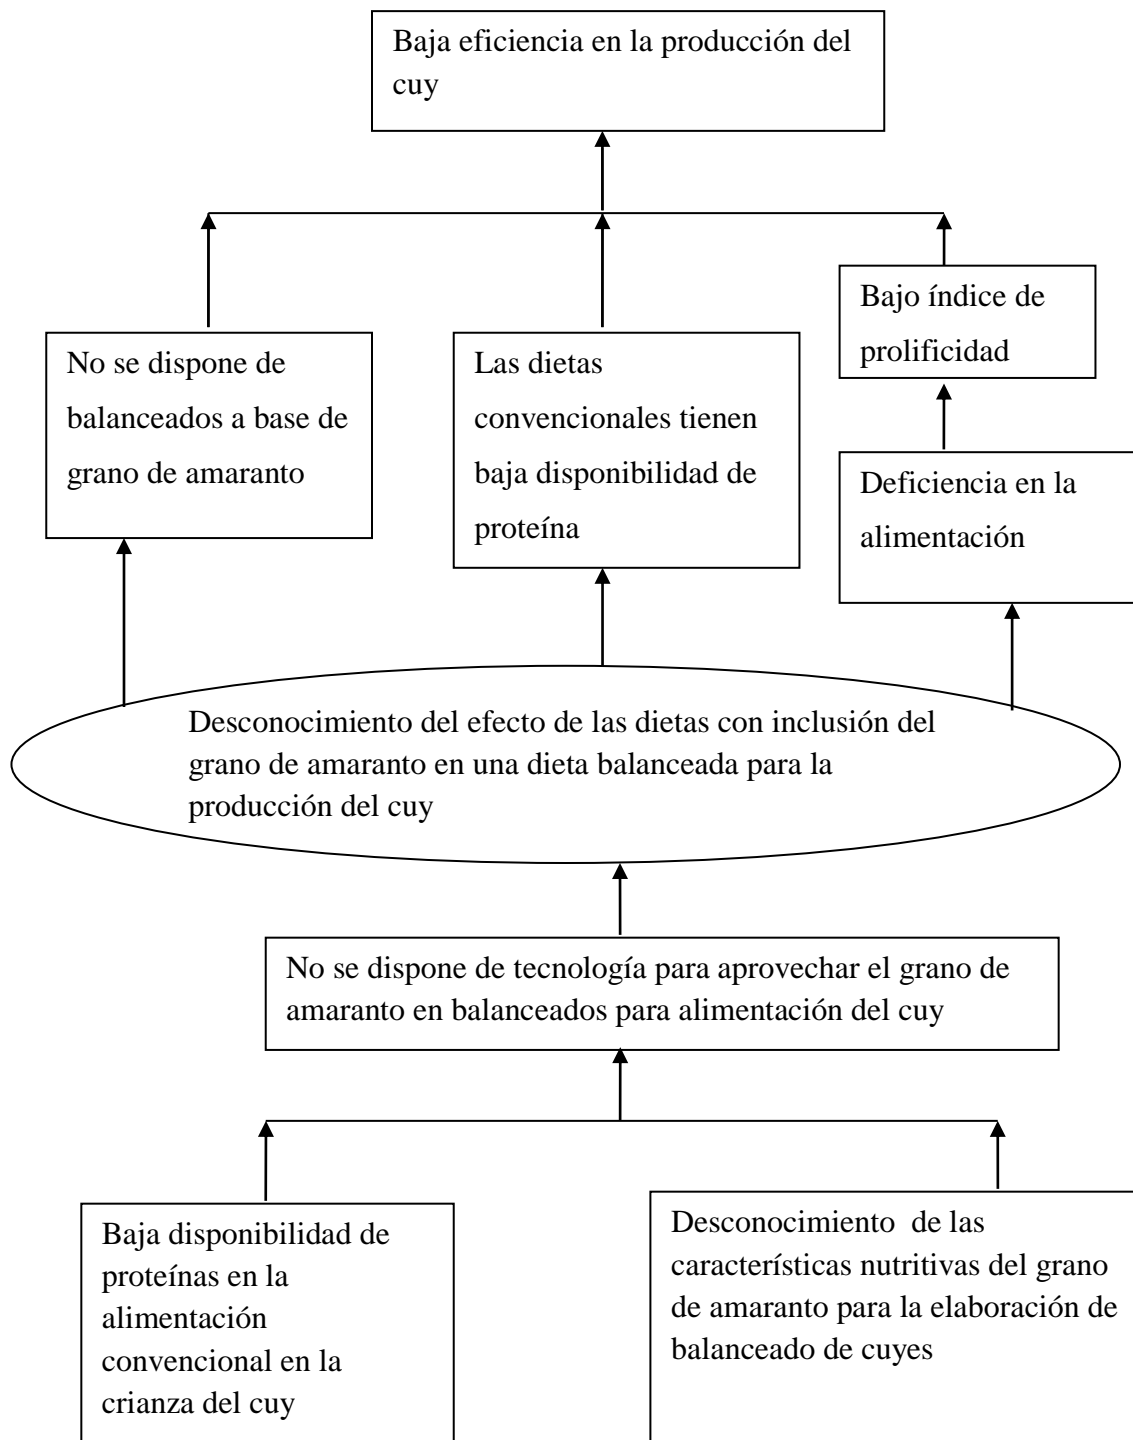 Baja eficiencia en la producción del
cuy
Bajo índice de
prolificidad
No se dispone de
balanceados a base de
grano de amaranto
Las dietas
convencionales tienen
baja disponibilidad de
proteína
Deficiencia en la
alimentación
Desconocimiento del efecto de las dietas con inclusión del
grano de amaranto en una dieta balanceada para la
producción del cuy
No se dispone de tecnología para aprovechar el grano de
amaranto en balanceados para alimentación del cuy
Baja disponibilidad de
proteínas en la
alimentación
convencional en la
crianza del cuy
Desconocimiento  de las
características nutritivas del grano
de amaranto para la elaboración de
balanceado de cuyes